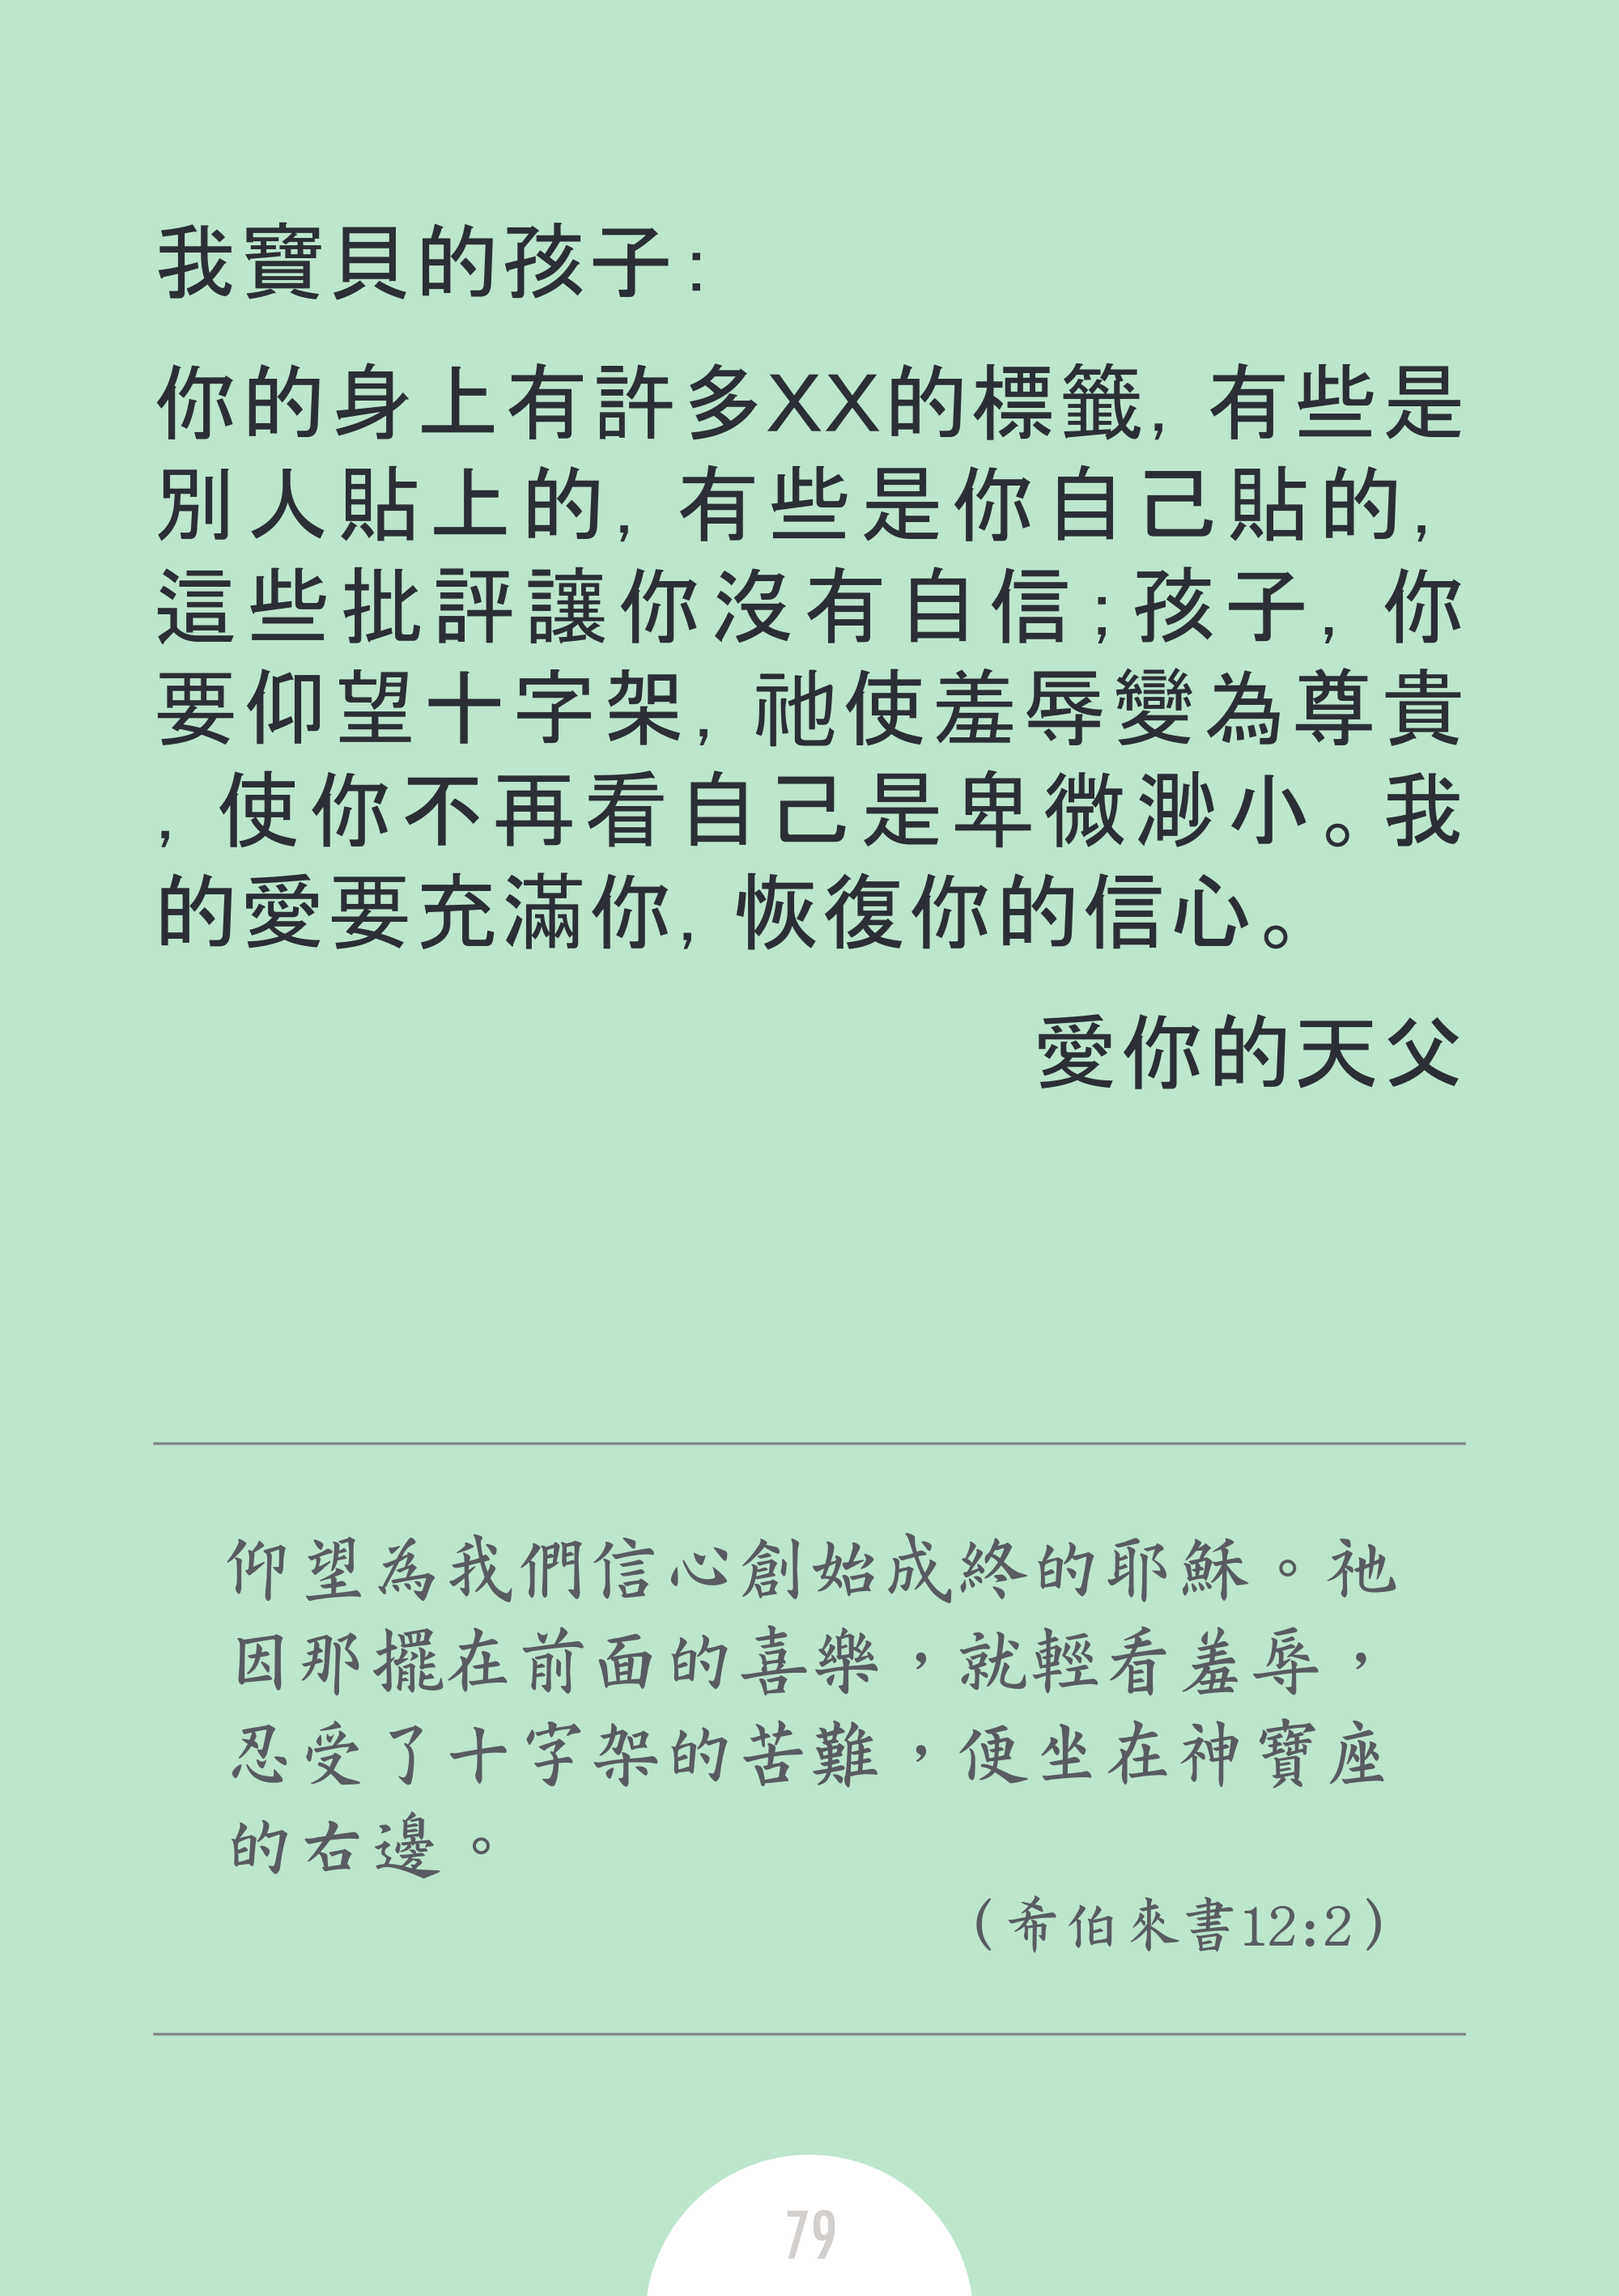 我寶貝的孩子：
你的身上有許多XX的標籤，有些是
別人貼上的，有些是你自己貼的，
這些批評讓你沒有自信；孩子，你
要仰望十字架，祂使羞辱變為尊貴
，使你不再看自己是卑微渺小。我
的愛要充滿你，恢復你的信心。
愛你的天父
仰望為我們信心創始成終的耶穌。祂
因那擺在前面的喜樂，就輕看羞辱，
忍受了十字架的苦難，便坐在神寶座
的右邊。
（希伯來書12:2）
79